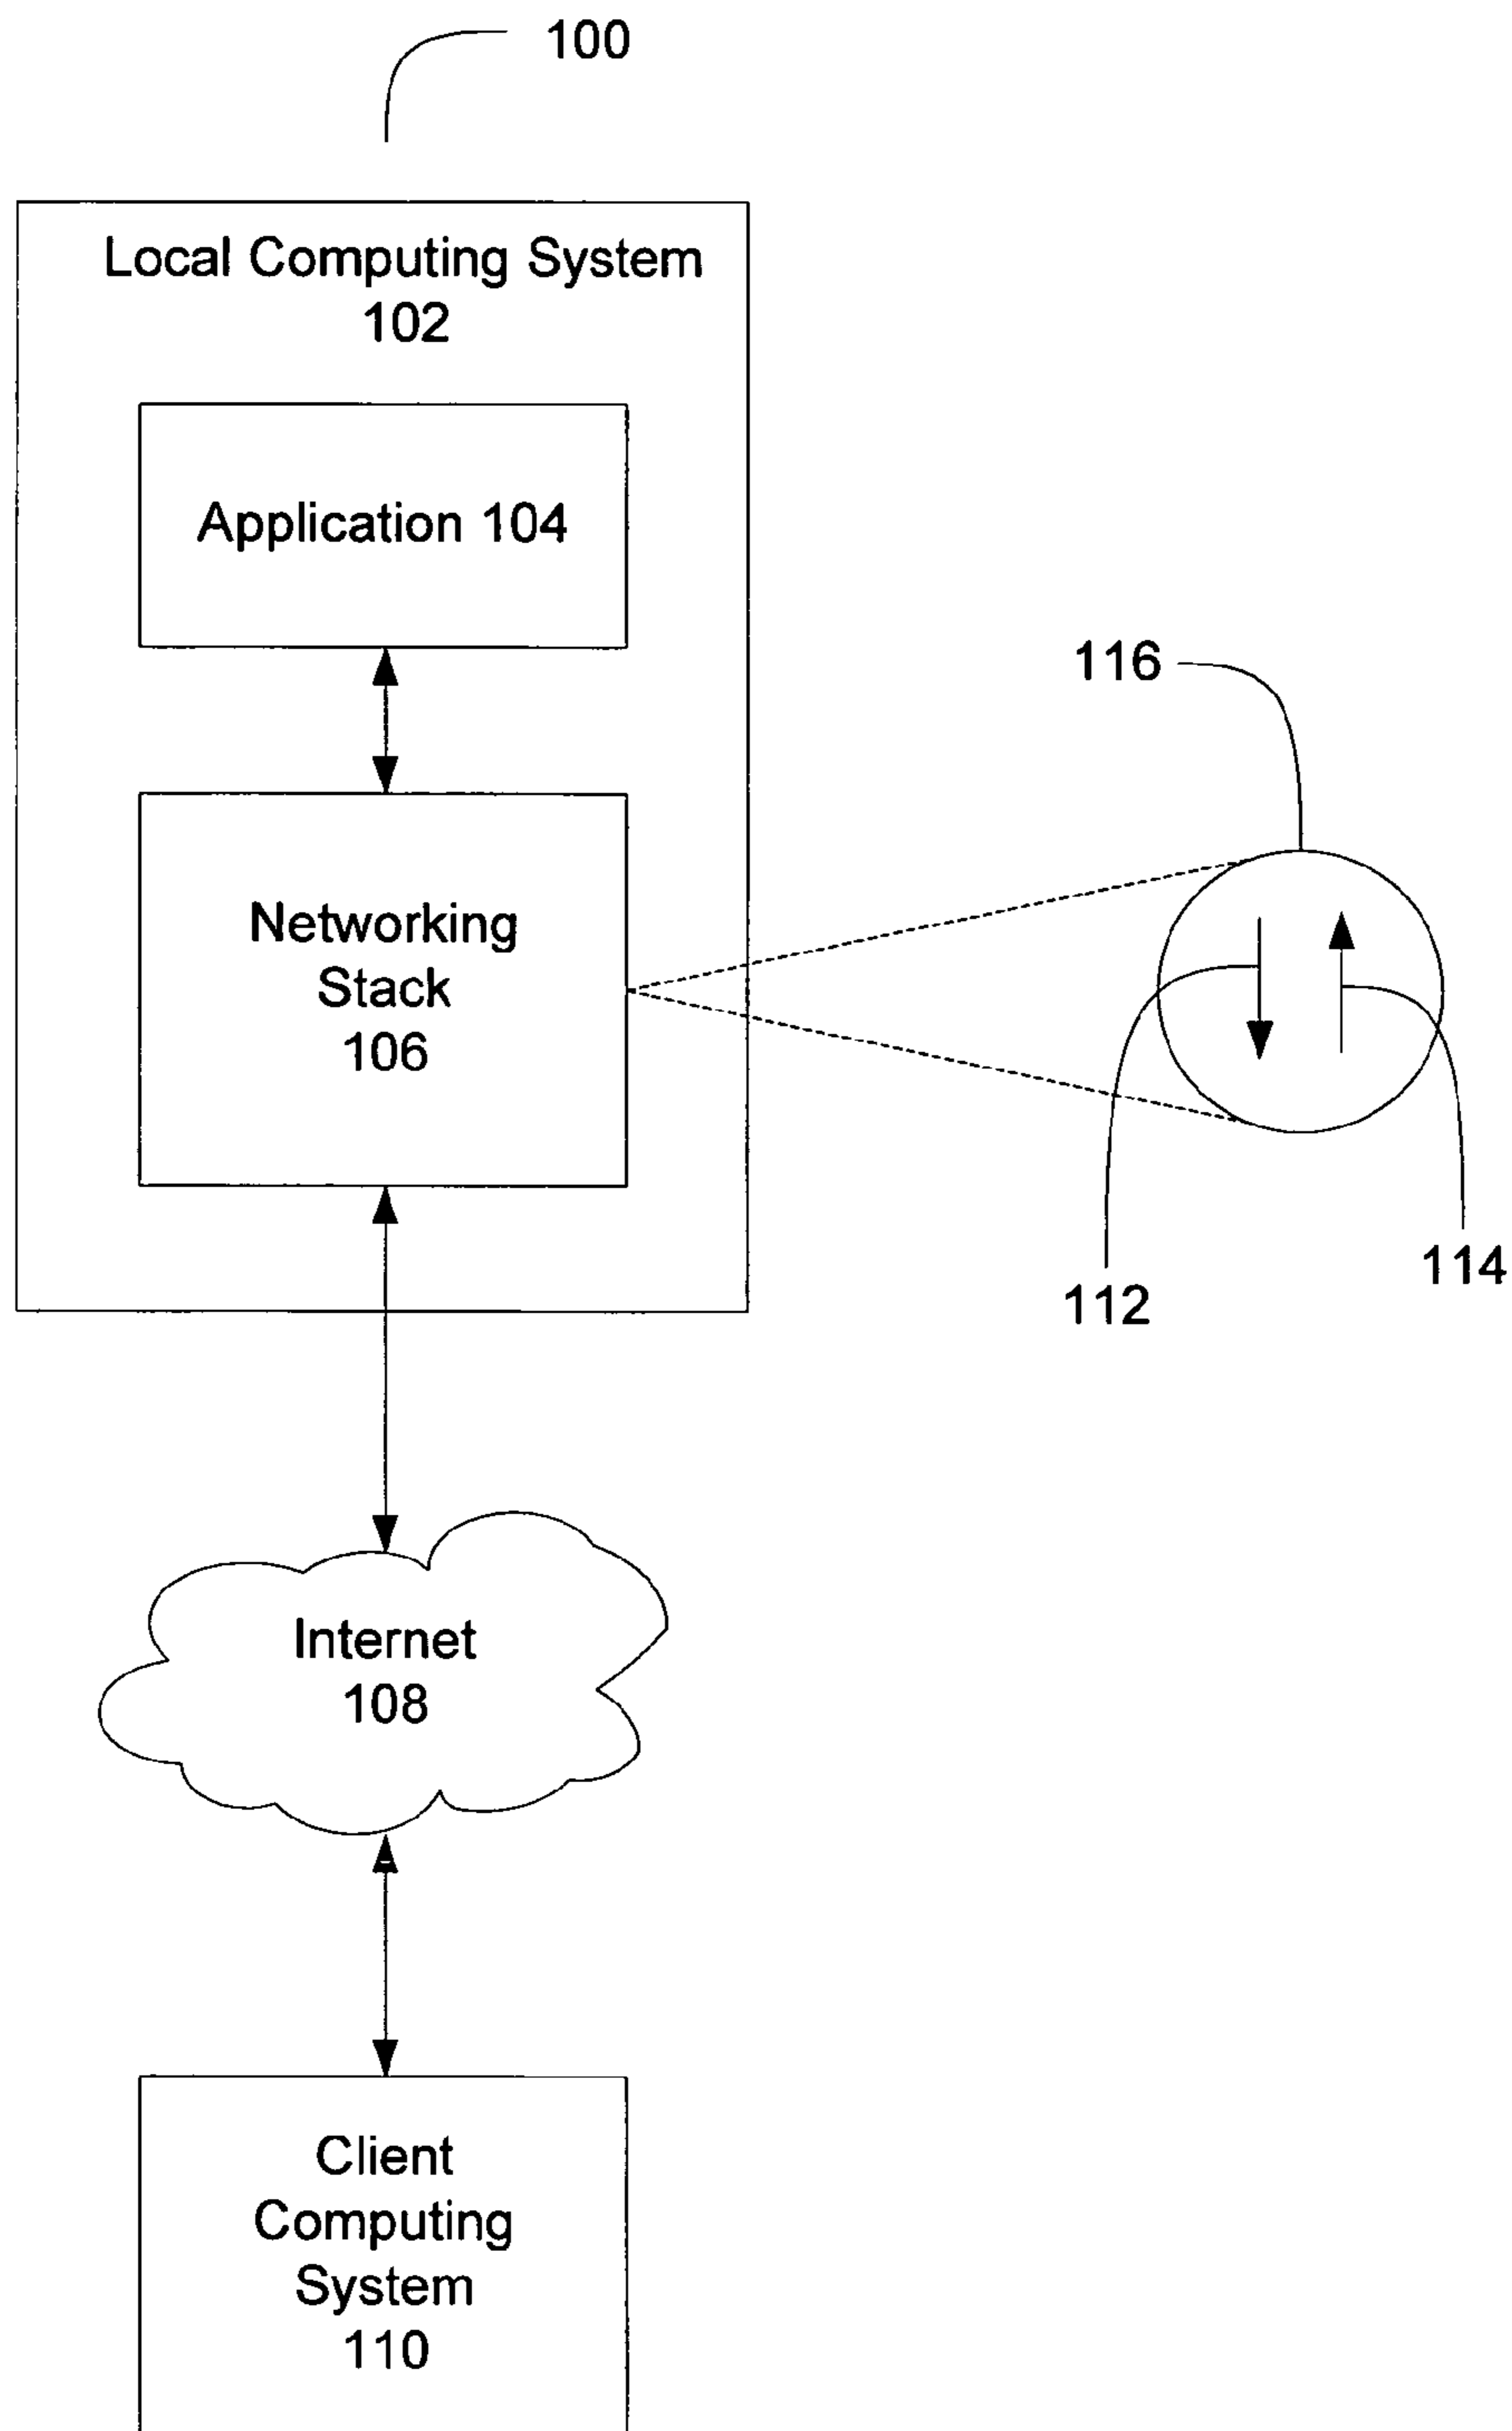 100
Local Computing System
102
Application 104
116
Networking
Stack
106
112
114
Internet
108
Client
Computing
System
110